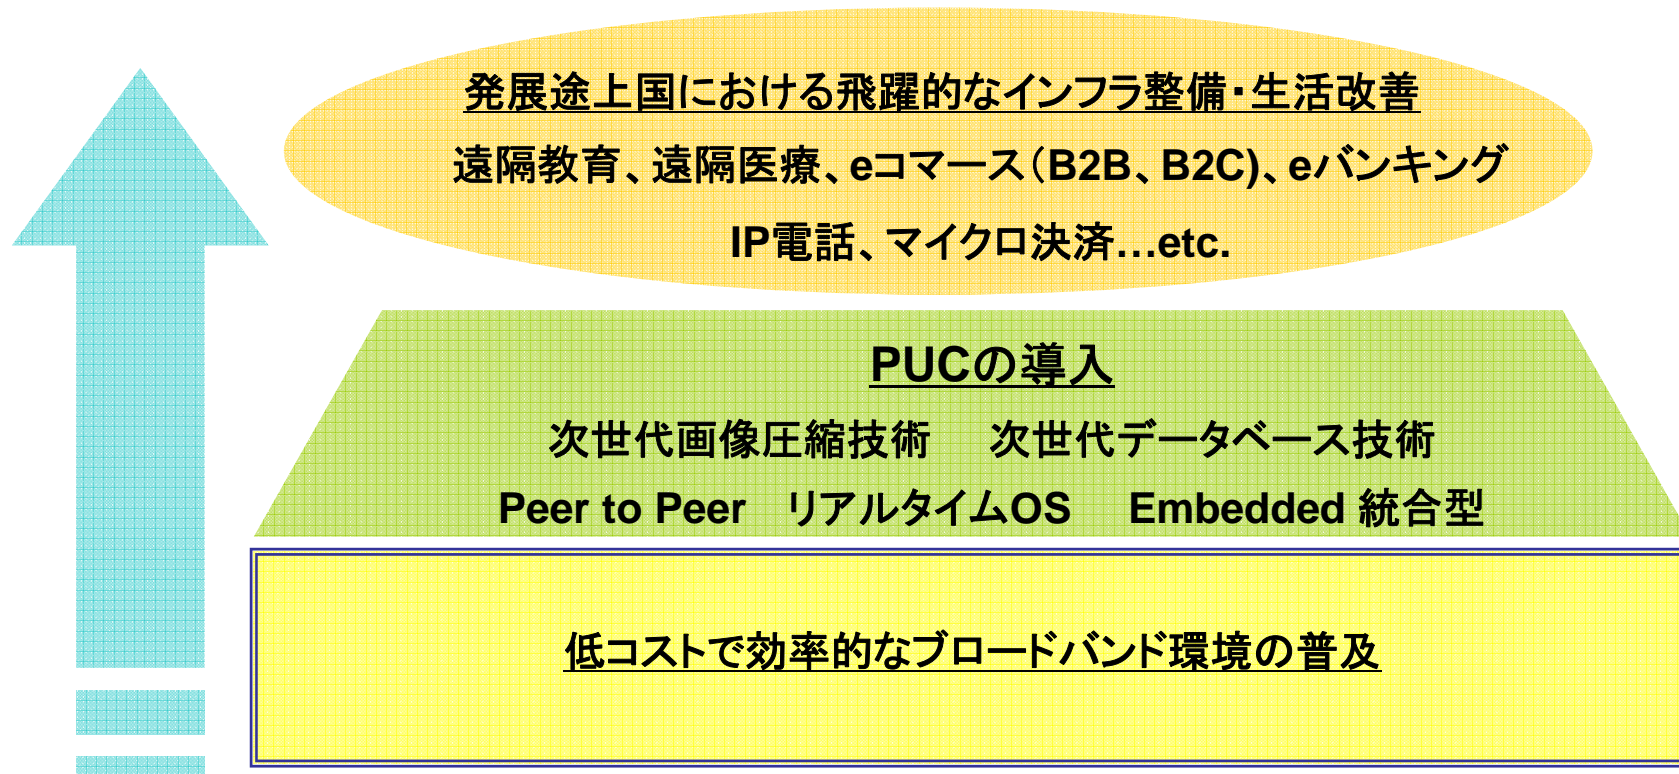 発展途上国における飛躍的なインフラ整備・生活改善
遠隔教育、遠隔医療、eコマース（B2B、B2C)、eバンキング
IP電話、マイクロ決済…etc.
PUCの導入
次世代画像圧縮技術　次世代データベース技術
Peer to Peer　リアルタイムOS　Embedded 統合型
低コストで効率的なブロードバンド環境の普及